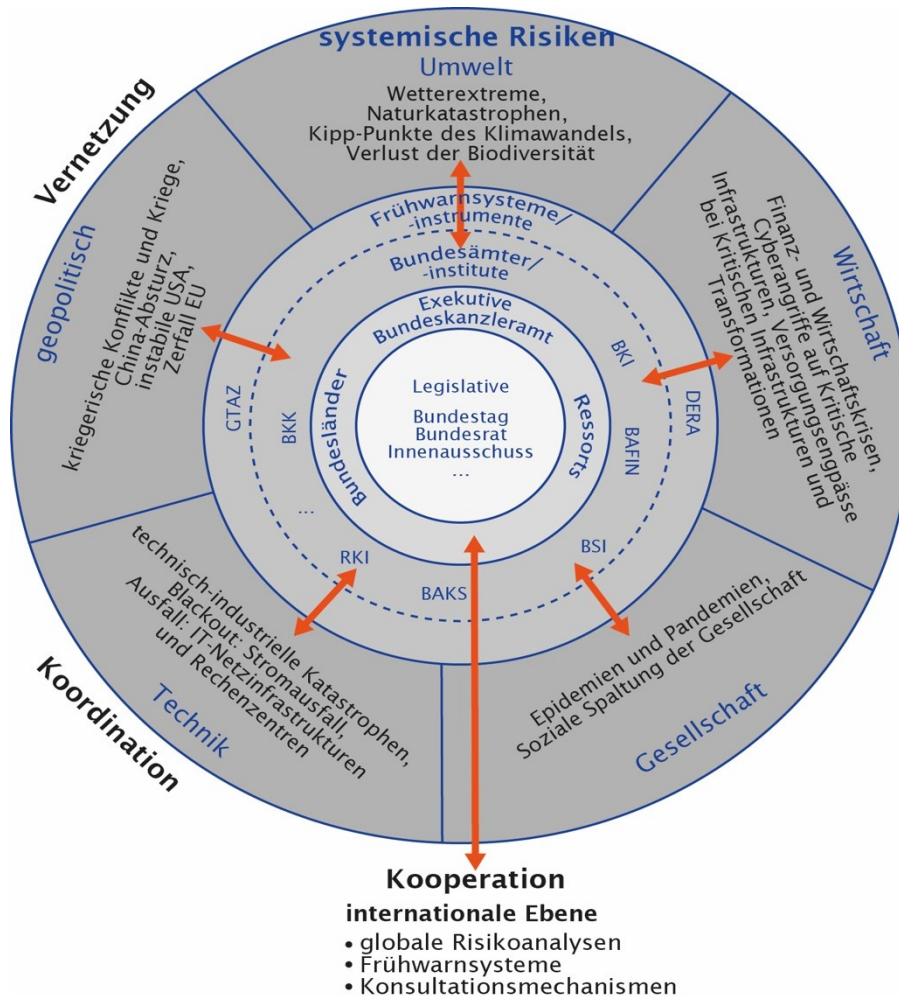 systemische Risiken
Umwelt
Wetterextreme,
Naturkatastrophen,
Kipp-Punkte des Klimawandels,
Verlust der Biodiversität
Vernetzung
geopolitisch
kriegerische Konflikte und Kriege,
China-Absturz,
instabile USA,
Zerfall EU
Wirtschaft
Finanz- und Wirtschaftskrisen,
Cyberangriffe auf Kritische
Infrastrukturen, Versorgungsengpässe
bei Kritischen Infrastrukturen und
Transformationen
Frühwarnsysteme/
-instrumente
Bundesämter/
-institute
Exekutive
Bundeskanzleramt
Bundesländer
Ressorts
Legislative
Bundestag
Bundesrat
Innenausschuss
...
GTAZ
BKK
...
RKI
BAKS
BSI
BAFIN
BKI
DERA
Koordination
Technik
technisch-industrielle Katastrophen,
Blackout: Stromausfall,
Ausfall: IT-Netzinfrastrukturen
und Rechenzentren
Epidemien und Pandemien,
Soziale Spaltung der Gesellschaft
Gesellschaft
Kooperation
internationale Ebene
• globale Risikoanalysen
• Frühwarnsysteme
• Konsultationsmechanismen